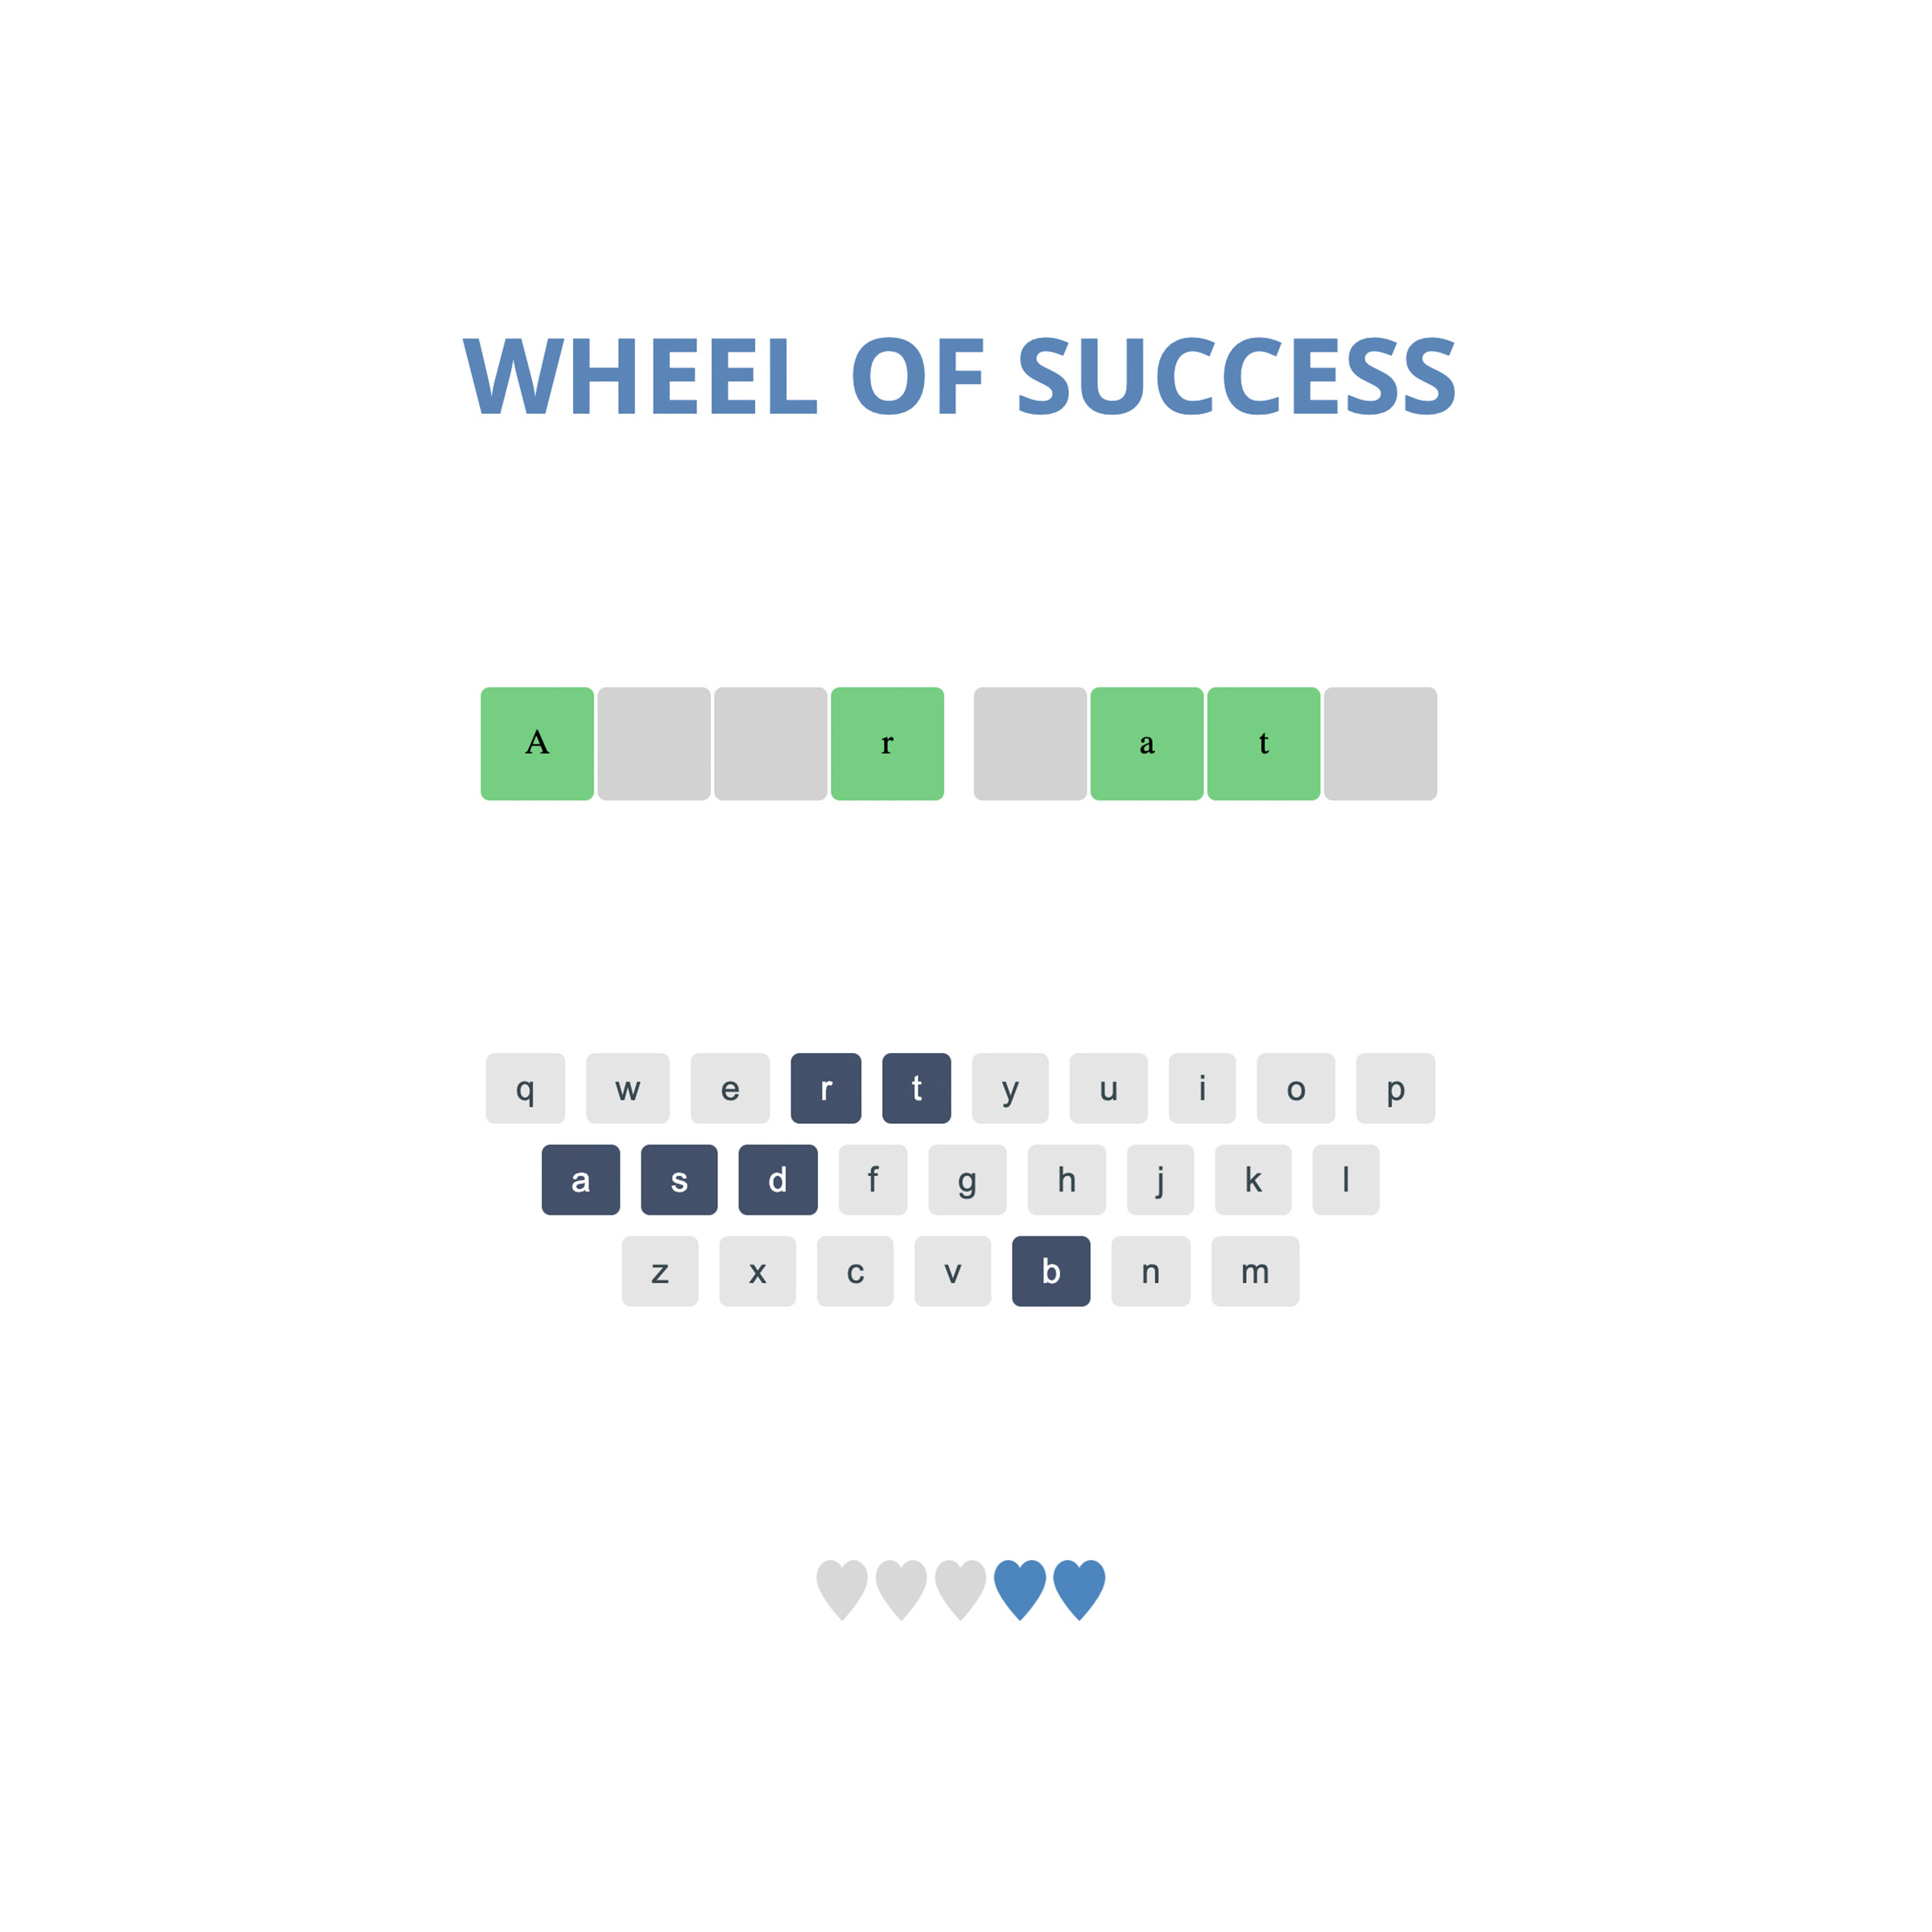 WHEEL OF SUCCESS
A r a t
q w e r t y u i o p
a s d f g h j k l
z x c v b n m